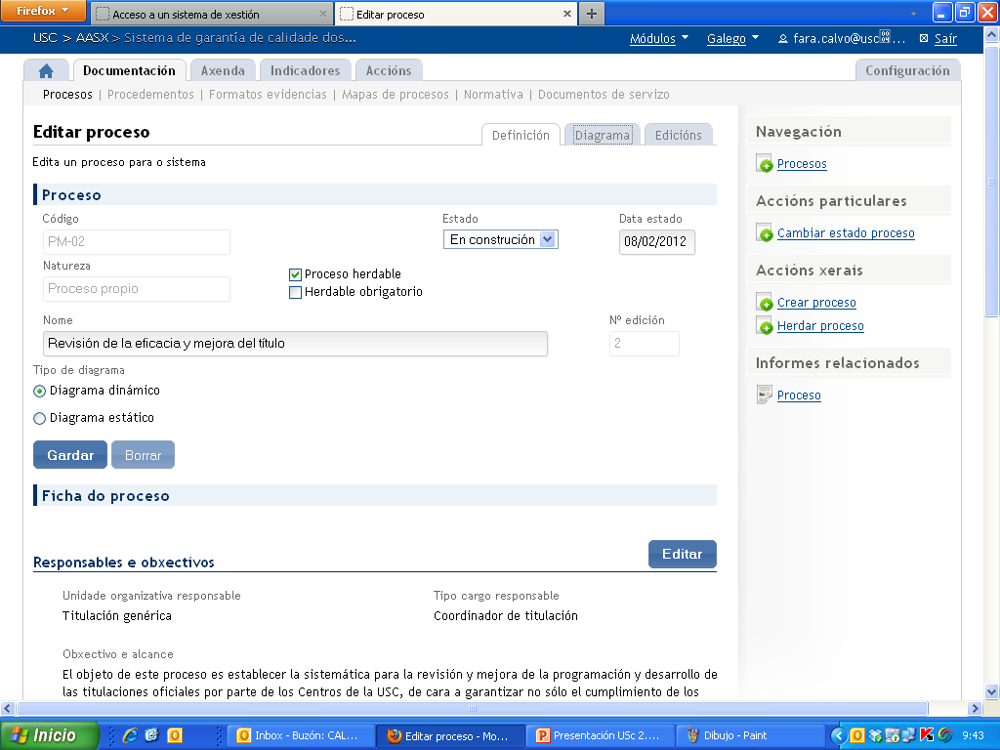 Firefox
Acceso a un sistema de xestión
Editar proceso
USC > AASX > Sistema de garantía de calidade dos...
Módulos
Galego
fara.calvo@usc...
Saír
Documentación
Axenda
Indicadores
Accións
Configuración
Procesos | Procedementos | Formatos evidencias | Mapas de procesos | Normativa | Documentos de servizo
Editar proceso
Definición
Diagrama
Edicións
Edita un proceso para o sistema
Proceso
Código
Estado
Data estado
PM-02
En construción
08/02/2012
Natureza
Proceso propio
Proceso herdable
Herdable obrigatorio
Nome
Nº edición
Revisión de la eficacia y mejora del título
2
Tipo de diagrama
Diagrama dinámico
Diagrama estático
Gardar
Borrar
Ficha do proceso
Responsables e obxectivos
Editar
Unidade organizativa responsable
Tipo cargo responsable
Titulación genérica
Coordinador de titulación
Obxectivo e alcance
El objeto de este proceso es establecer la sistemática para la revisión y mejora de la programación y desarrollo de
las titulaciones oficiales por parte de los Centros de la USC, de cara a garantizar no sólo el cumplimiento de los
Navegación
Procesos
Accións particulares
Cambiar estado proceso
Accións xerais
Crear proceso
Herdar proceso
Informes relacionados
Proceso
Inicio
Inbox - Buzón: CAL...
Editar proceso - Mo...
Presentación USc 2....
Dibujo - Paint
9:43